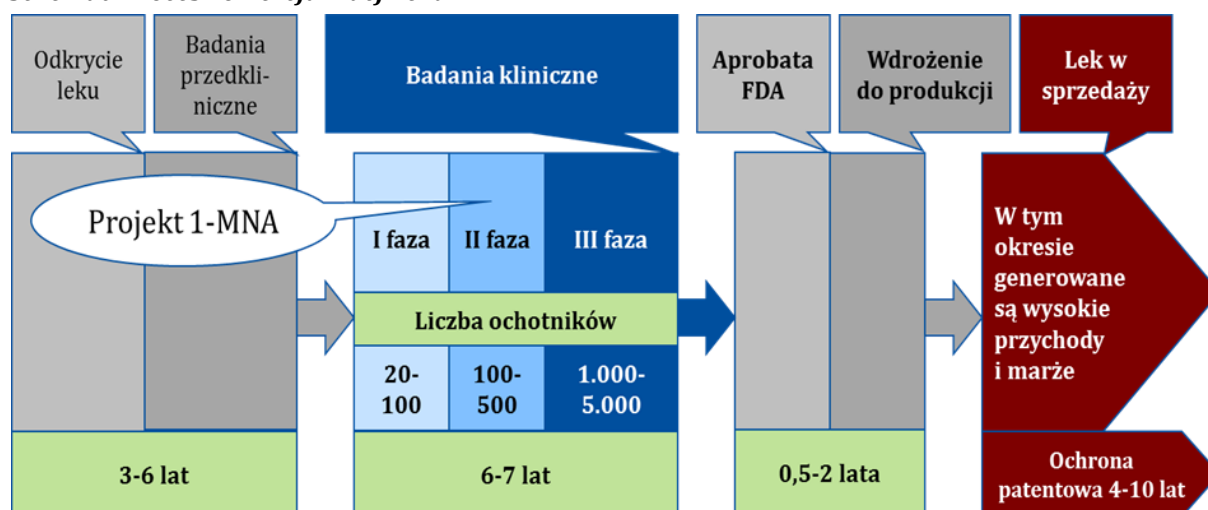 Odkrycie
leku
Badania
przedkli-
niczne
Badania kliniczne
Aprobata
FDA
Wdrożenie
do produkcji
Lek w
sprzedaży
Projekt 1-MNA
I faza
II faza
III faza
Liczba ochotników
20-
100
100-
500
1.000-
5.000
W tym
okresie
generowane
są wysokie
przychody
i marże
3-6 lat
6-7 lat
0,5-2 lata
Ochrona
patentowa 4-10 lat